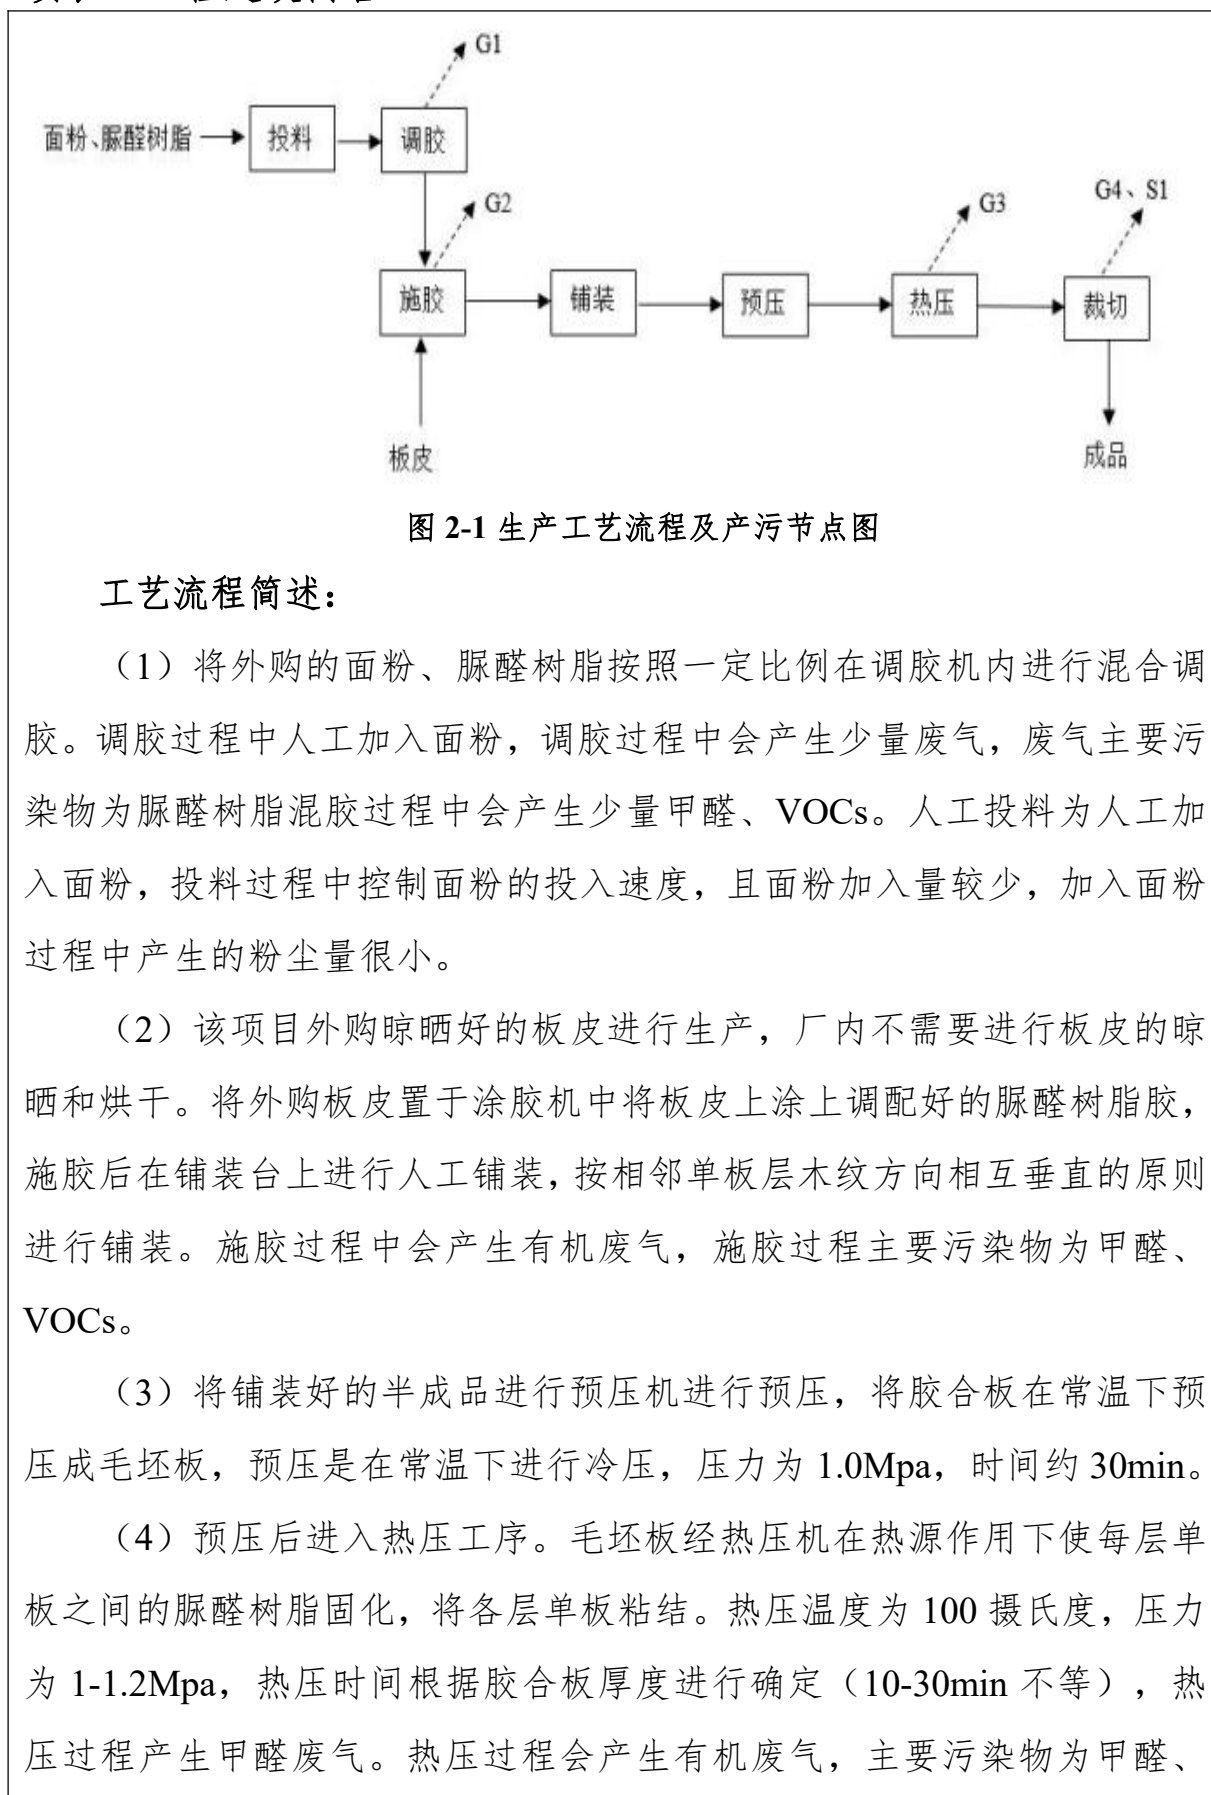 G1
面粉、脲醛树脂
投料
调胶
G2
G3
G4、S1
施胶
铺装
预压
热压
裁切
板皮
成品
图 2-1 生产工艺流程及产污节点图
工艺流程简述：
（1）将外购的面粉、脲醛树脂按照一定比例在调胶机内进行混合调
胶。调胶过程中人工加入面粉，调胶过程中会产生少量废气，废气主要污
染物为脲醛树脂混胶过程中会产生少量甲醛、VOCs。人工投料为人工加
入面粉，投料过程中控制面粉的投入速度，且面粉加入量较少，加入面粉
过程中产生的粉尘量很小。
（2）该项目外购晾晒好的板皮进行生产，厂内不需要进行板皮的晾
晒和烘干。将外购板皮置于涂胶机中将板皮上涂上调配好的脲醛树脂胶，
施胶后在铺装台上进行人工铺装，按相邻单板层木纹方向相互垂直的原则
进行铺装。施胶过程中会产生有机废气，施胶过程主要污染物为甲醛、
VOCs。
（3）将铺装好的半成品进行预压机进行预压，将胶合板在常温下预
压成毛坯板，预压是在常温下进行冷压，压力为 1.0Mpa，时间约 30min。
（4）预压后进入热压工序。毛坯板经热压机在热源作用下使每层单
板之间的脲醛树脂固化，将各层单板粘结。热压温度为 100 摄氏度，压力
为 1-1.2Mpa，热压时间根据胶合板厚度进行确定（10-30min 不等），热
压过程产生甲醛废气。热压过程会产生有机废气，主要污染物为甲醛、